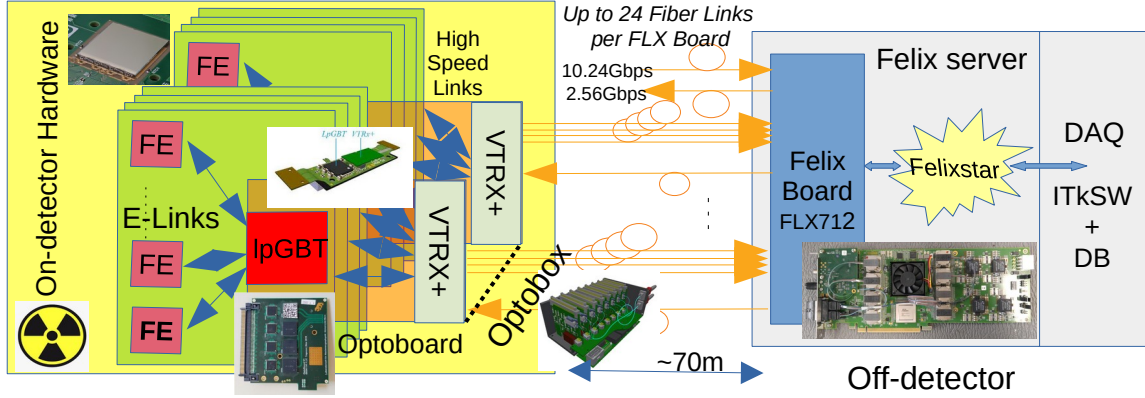 On-detector Hardware
FE
FE
FE
FE
E-Links
lpGBT
LpGBT VTRx+
High
Speed
Links
VTRX+
VTRX+
Optoboard
Optobox
Up to 24 Fiber Links
per FLX Board
10.24Gbps
2.56Gbps
~70m
Felix server
Felix
Board
FLX712
Felixstar
DAQ
ITkSW
+
DB
Off-detector